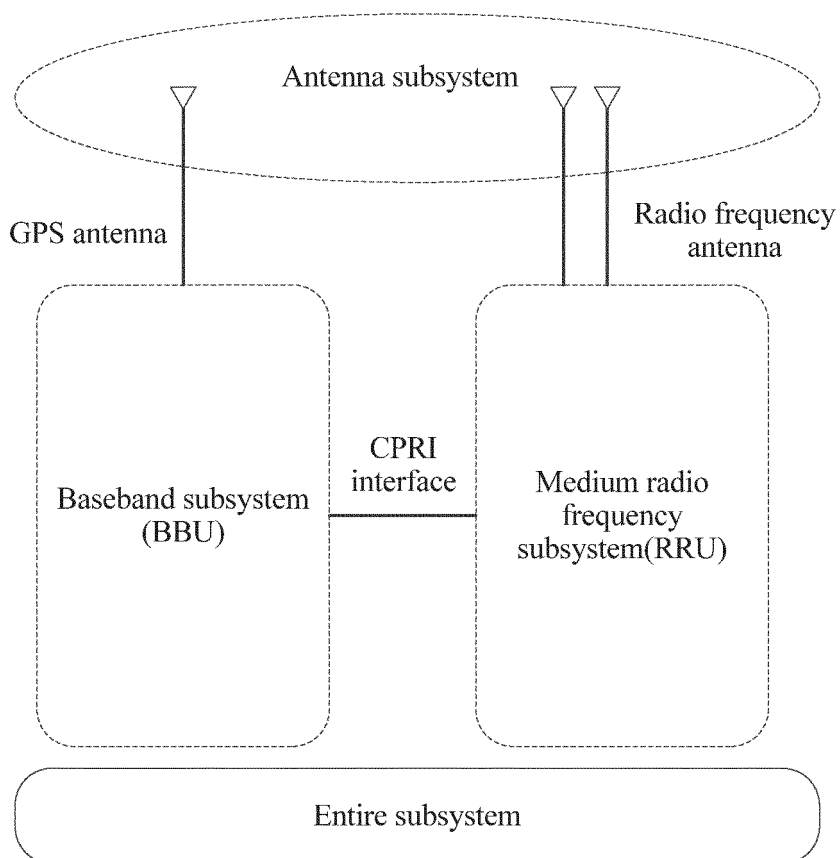 Antenna subsystem
GPS antenna
Radio frequency
antenna
CPRI
interface
Baseband subsystem
(BBU)
Medium radio
frequency
subsystem(RRU)
Entire subsystem